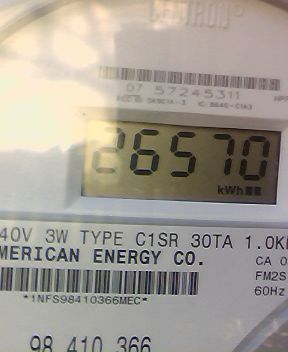 CENTRON®
07 57245311
26570
kWh
40V 3W TYPE C1SR 30TA 1.0K
MERICAN ENERGY CO.
CA 0
FM2S
*1NFS98410366MEC*
60Hz
98 410 366